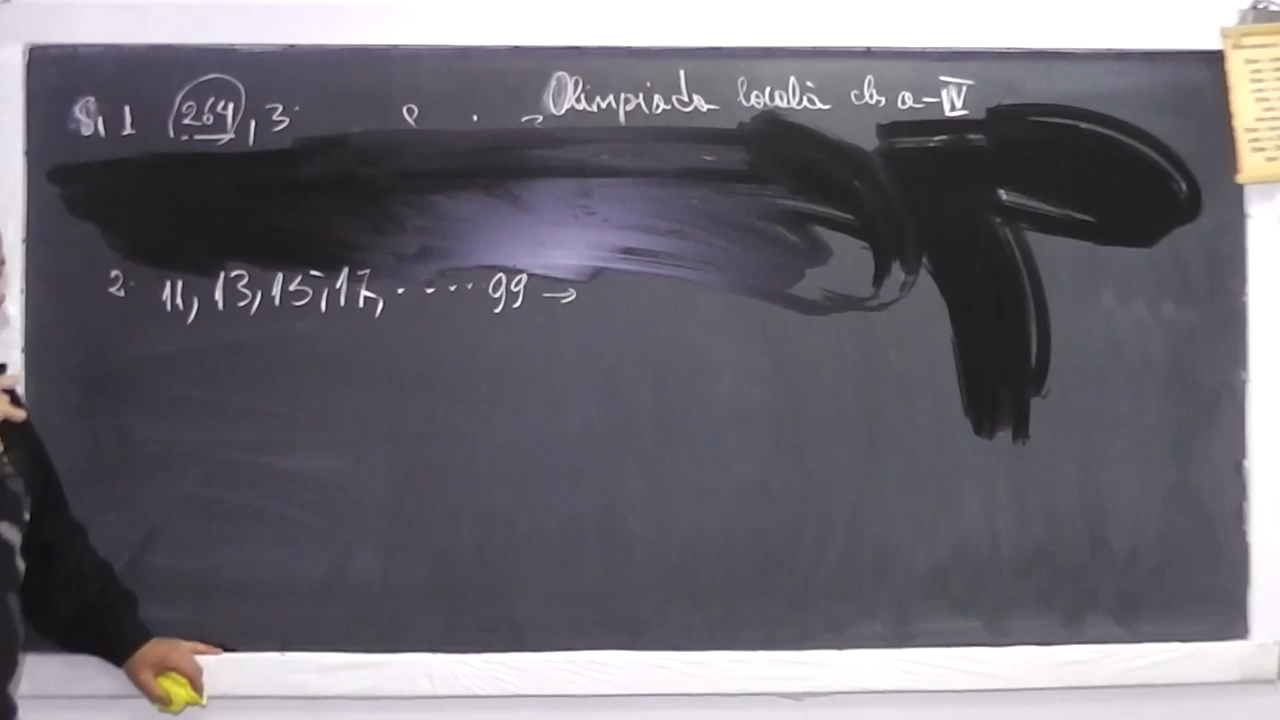 Olimpiada locală cls a-IV
S, 1 264, 3
2. 11, 13, 15, 17, ..... 99 →